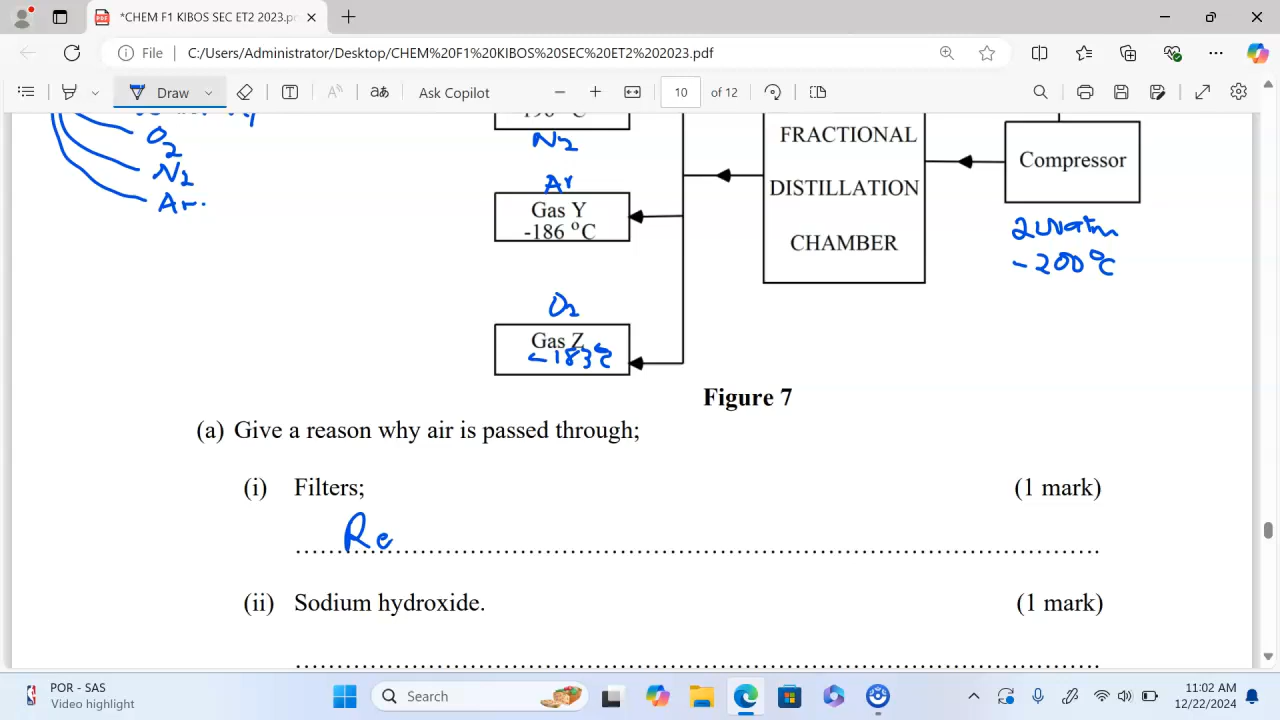 *CHEM F1 KIBOS SEC ET2 2023.pr
File C:/Users/Administrator/Desktop/CHEM%20F1%20KIBOS%20SEC%20ET2%202023.pdf
Draw Ask Copilot 10 of 12
O2
N2
Ar.
N2
Ar
Gas Y
-186 °C
O2
Gas Z
-183°C
FRACTIONAL
DISTILLATION
CHAMBER
Compressor
200atm
-200°C
Figure 7
(a) Give a reason why air is passed through;
(i) Filters; (1 mark)
Re
(ii) Sodium hydroxide. (1 mark)
POR - SAS
Video highlight
Search
11:02 AM
12/22/2024